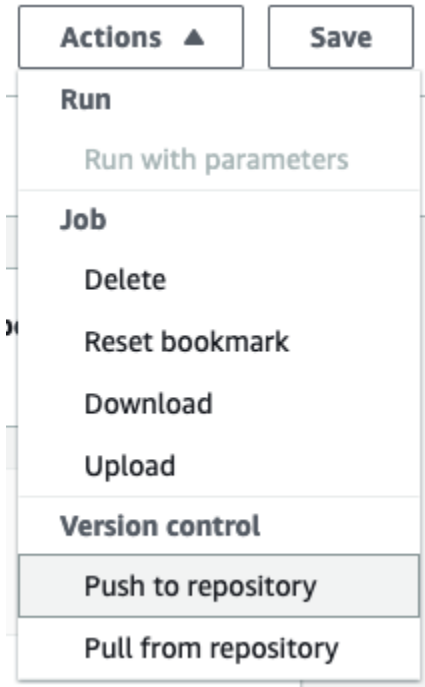 Actions ▲ Save
Run
Run with parameters
Job
Delete
Reset bookmark
Download
Upload
Version control
Push to repository
Pull from repository